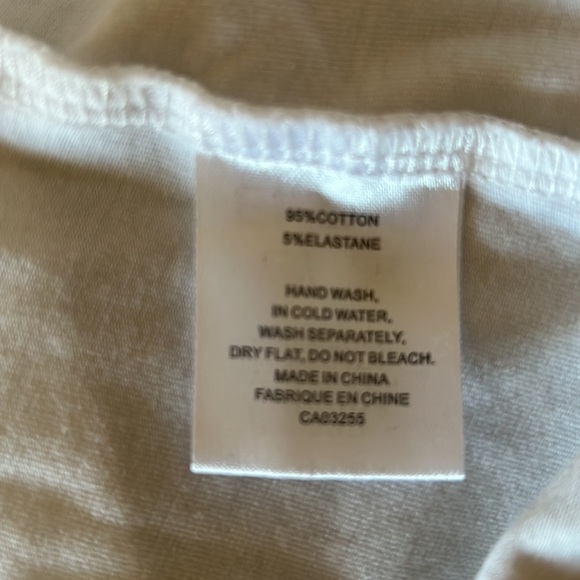 95%COTTON
5%ELASTANE
HAND WASH,
IN COLD WATER,
WASH SEPARATELY,
DRY FLAT, DO NOT BLEACH.
MADE IN CHINA
FABRIQUE EN CHINE
CA83255